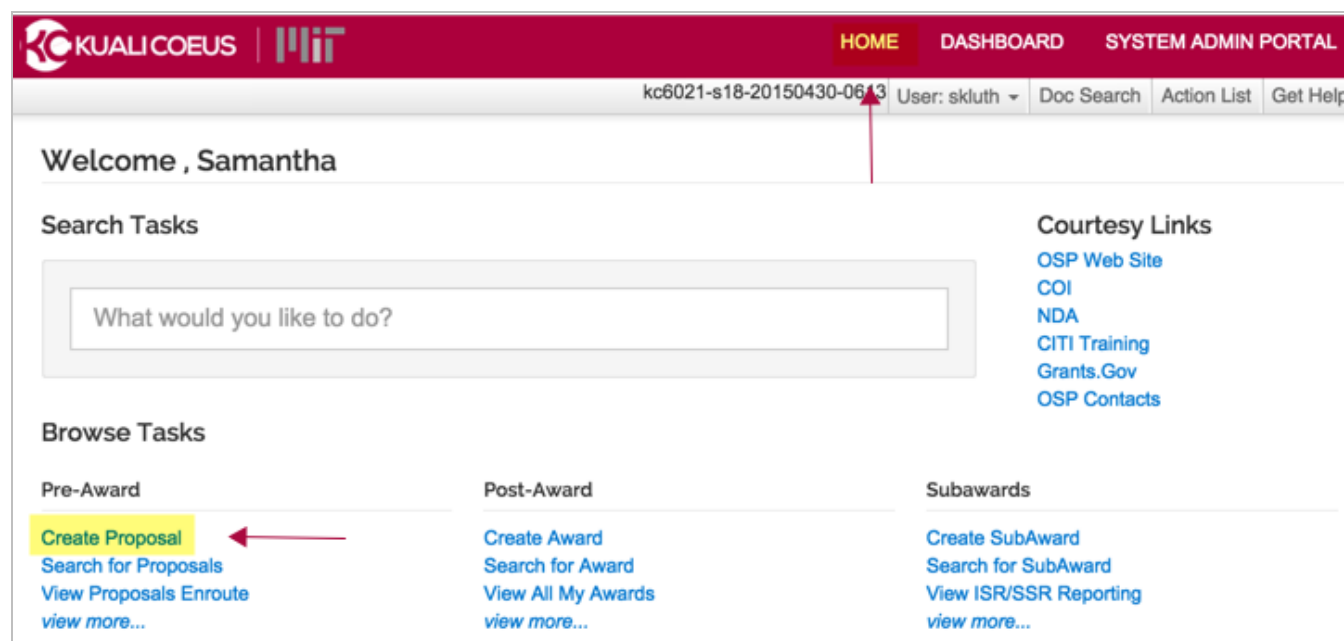 KUALI COEUS MIT HOME DASHBOARD SYSTEM ADMIN PORTAL
kc6021-s18-20150430-0613 User: skluth Doc Search Action List Get Help
Welcome , Samantha
Search Tasks
What would you like to do?
Courtesy Links
OSP Web Site
COI
NDA
CITI Training
Grants.Gov
OSP Contacts
Browse Tasks
Pre-Award
Create Proposal
Search for Proposals
View Proposals Enroute
view more...
Post-Award
Create Award
Search for Award
View All My Awards
view more...
Subawards
Create SubAward
Search for SubAward
View ISR/SSR Reporting
view more...